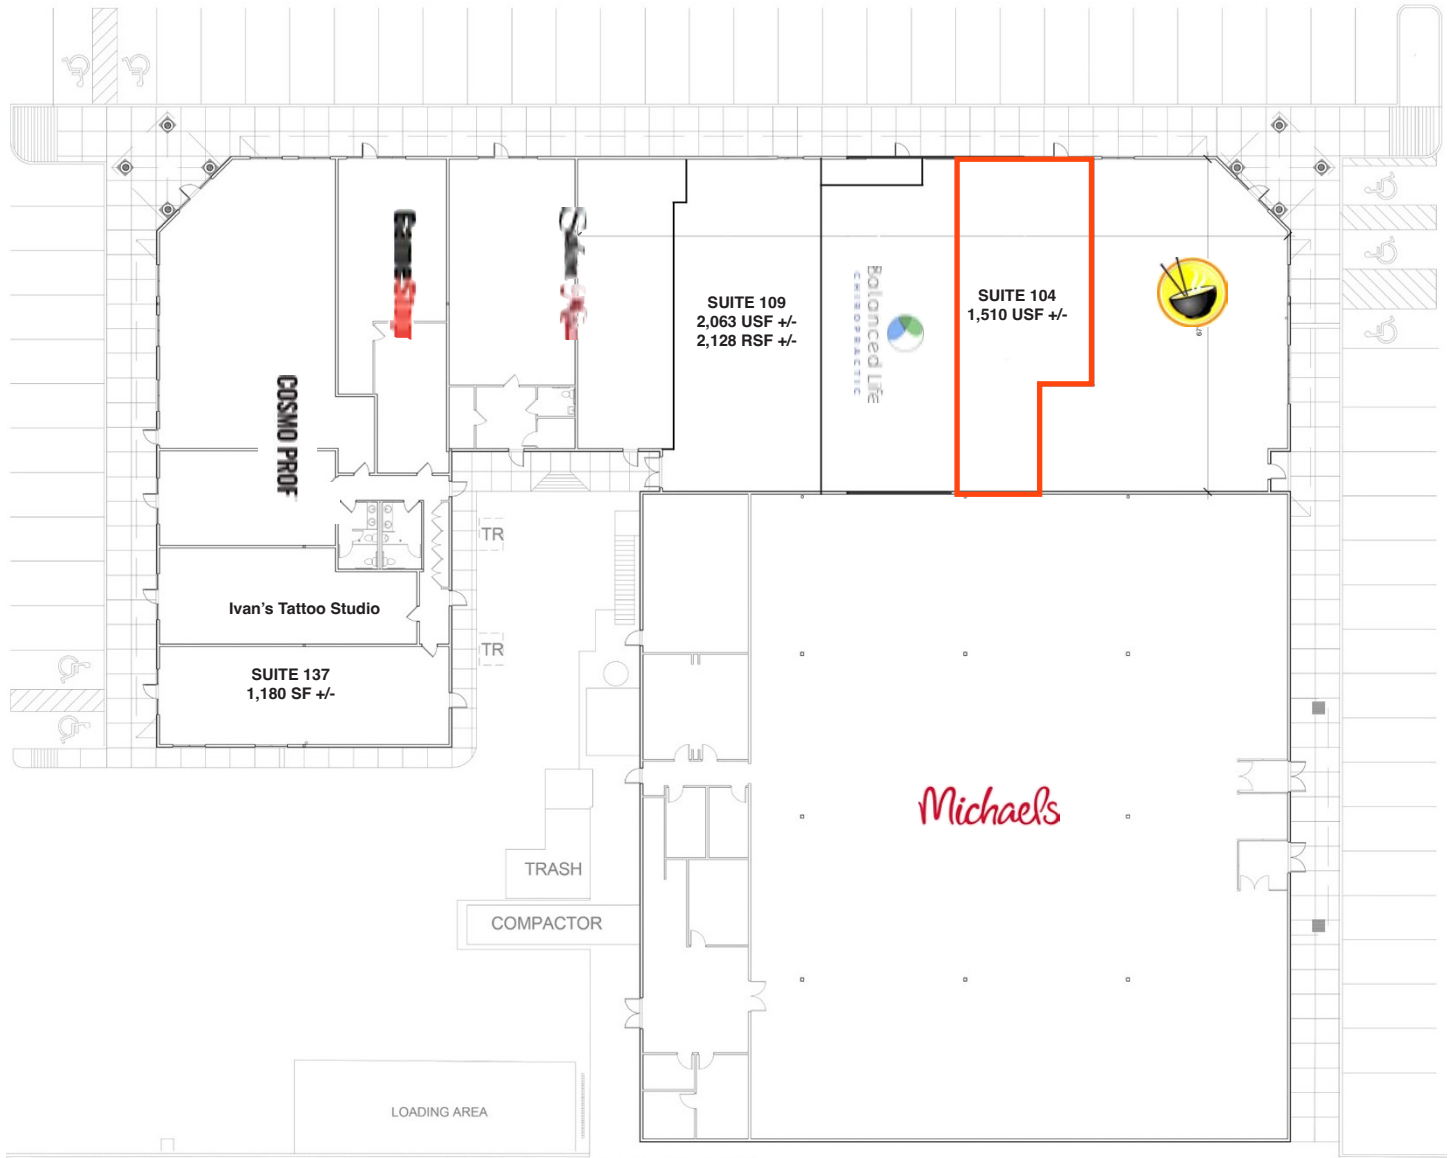 SUITE 109
2,063 USF +/-
2,128 RSF +/-
Balanced Life
CHIROPRACTIC
SUITE 104
1,510 USF +/-
COSMO PROF
TR
Ivan's Tattoo Studio
TR
SUITE 137
1,180 SF +/-
Michaels
TRASH
COMPACTOR
LOADING AREA